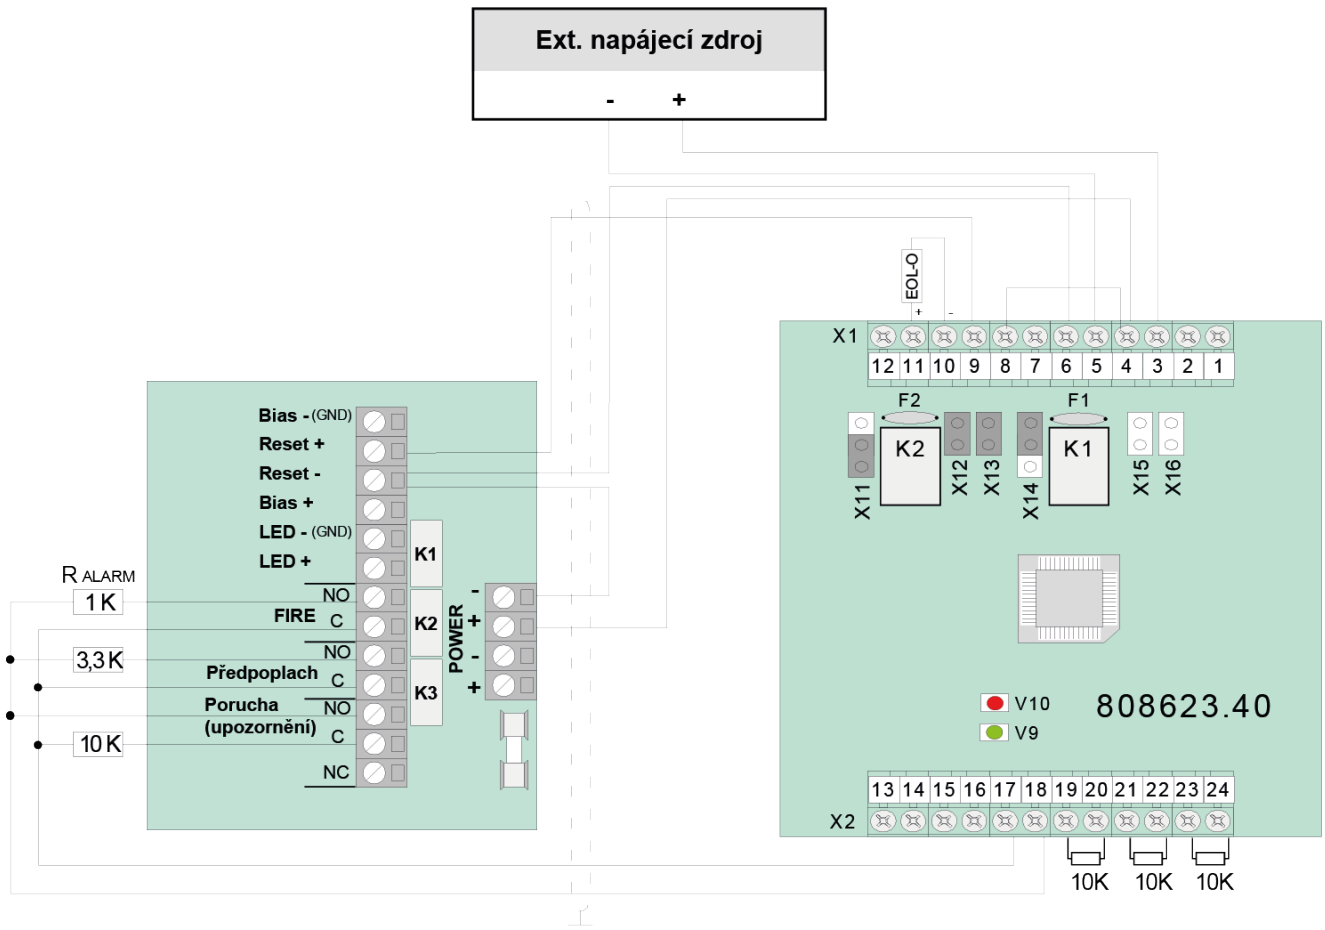 Ext. napájecí zdroj
- +
EOL-O
+ -
X1
12 11 10 9 8 7 6 5 4 3 2 1
F2 F1
K2 K1
X11 X12 X13 X14 X15 X16
Bias - (GND)
Reset +
Reset -
Bias +
LED - (GND)
LED +
K1
R ALARM
1 K
NO
FIRE C
K2
3,3 K
NO
Předpoplach C
K3
Porucha NO
(upozornění) C
10 K
NC
POWER
-
+
-
+
V10
V9
808623.40
13 14 15 16 17 18 19 20 21 22 23 24
X2
10K 10K 10K